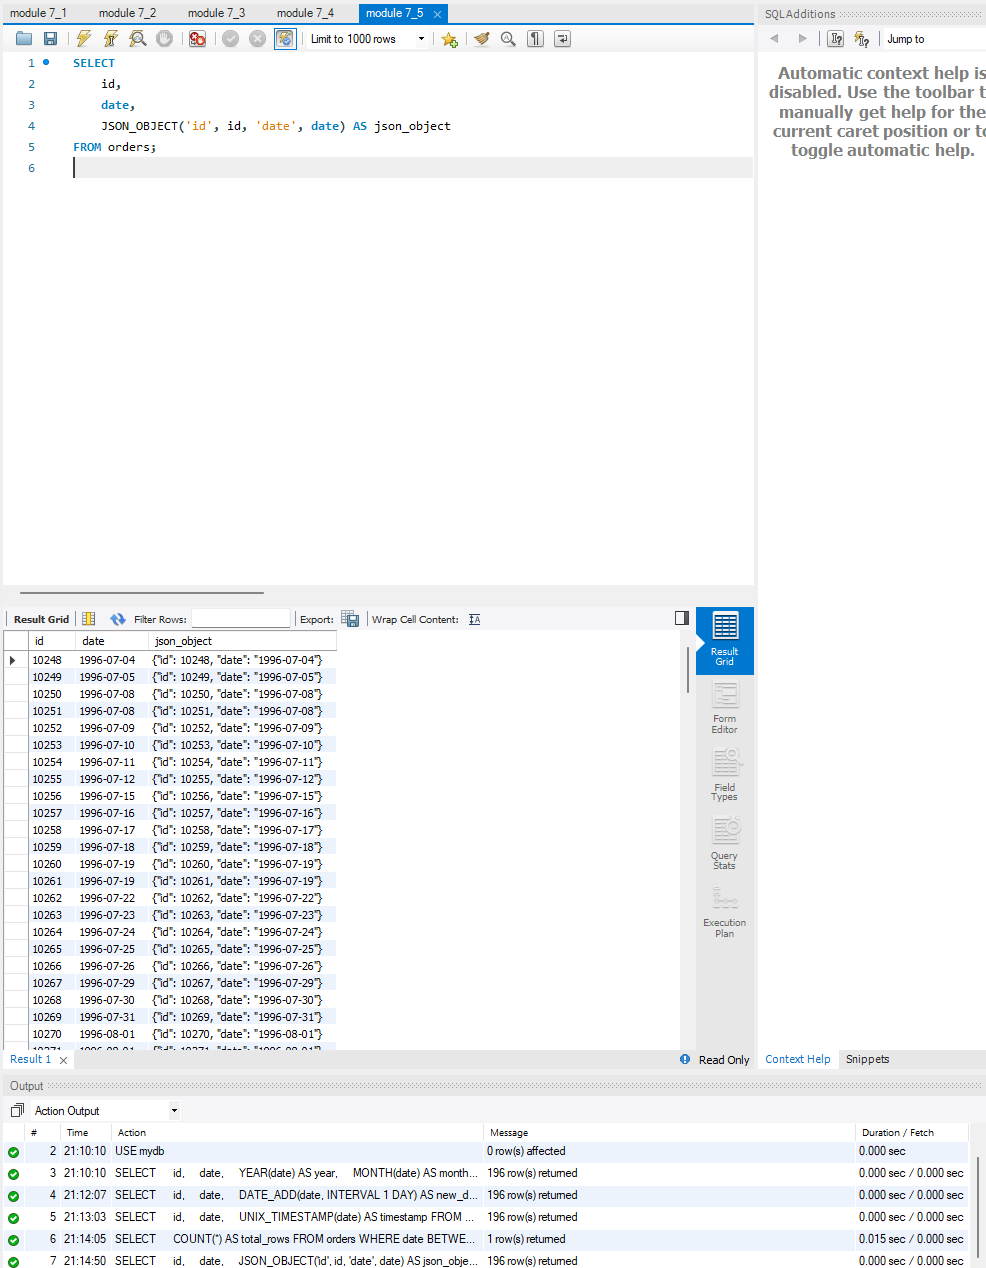 module 7_1 module 7_2 module 7_3 module 7_4 module 7_5
SQLAdditions
Limit to 1000 rows
Jump to
1 SELECT
2 id,
3 date,
4 JSON_OBJECT('id', id, 'date', date) AS json_object
5 FROM orders;
6
Automatic context help is
disabled. Use the toolbar t
manually get help for the
current caret position or to
toggle automatic help.
Result Grid Filter Rows: Export: Wrap Cell Content:
id date json_object
10248 1996-07-04 {"id": 10248, "date": "1996-07-04"}
10249 1996-07-05 {"id": 10249, "date": "1996-07-05"}
10250 1996-07-08 {"id": 10250, "date": "1996-07-08"}
10251 1996-07-08 {"id": 10251, "date": "1996-07-08"}
10252 1996-07-09 {"id": 10252, "date": "1996-07-09"}
10253 1996-07-10 {"id": 10253, "date": "1996-07-10"}
10254 1996-07-11 {"id": 10254, "date": "1996-07-11"}
10255 1996-07-12 {"id": 10255, "date": "1996-07-12"}
10256 1996-07-15 {"id": 10256, "date": "1996-07-15"}
10257 1996-07-16 {"id": 10257, "date": "1996-07-16"}
10258 1996-07-17 {"id": 10258, "date": "1996-07-17"}
10259 1996-07-18 {"id": 10259, "date": "1996-07-18"}
10260 1996-07-19 {"id": 10260, "date": "1996-07-19"}
10261 1996-07-19 {"id": 10261, "date": "1996-07-19"}
10262 1996-07-22 {"id": 10262, "date": "1996-07-22"}
10263 1996-07-23 {"id": 10263, "date": "1996-07-23"}
10264 1996-07-24 {"id": 10264, "date": "1996-07-24"}
10265 1996-07-25 {"id": 10265, "date": "1996-07-25"}
10266 1996-07-26 {"id": 10266, "date": "1996-07-26"}
10267 1996-07-29 {"id": 10267, "date": "1996-07-29"}
10268 1996-07-30 {"id": 10268, "date": "1996-07-30"}
10269 1996-07-31 {"id": 10269, "date": "1996-07-31"}
10270 1996-08-01 {"id": 10270, "date": "1996-08-01"}
Result
Grid
Form
Editor
Field
Types
Query
Stats
Execution
Plan
Result 1
Read Only
Context Help Snippets
Output
Action Output
# Time Action Message Duration / Fetch
2 21:10:10 USE mydb 0 row(s) affected 0.000 sec
3 21:10:10 SELECT id, date, YEAR(date) AS year, MONTH(date) AS month... 196 row(s) returned 0.000 sec / 0.000 sec
4 21:12:07 SELECT id, date, DATE_ADD(date, INTERVAL 1 DAY) AS new_d... 196 row(s) returned 0.000 sec / 0.000 sec
5 21:13:03 SELECT id, date, UNIX_TIMESTAMP(date) AS timestamp FROM ... 196 row(s) returned 0.000 sec / 0.000 sec
6 21:14:05 SELECT COUNT(*) AS total_rows FROM orders WHERE date BETWE... 1 row(s) returned 0.015 sec / 0.000 sec
7 21:14:50 SELECT id, date, JSON_OBJECT('id', id, 'date', date) AS json_obje... 196 row(s) returned 0.000 sec / 0.000 sec